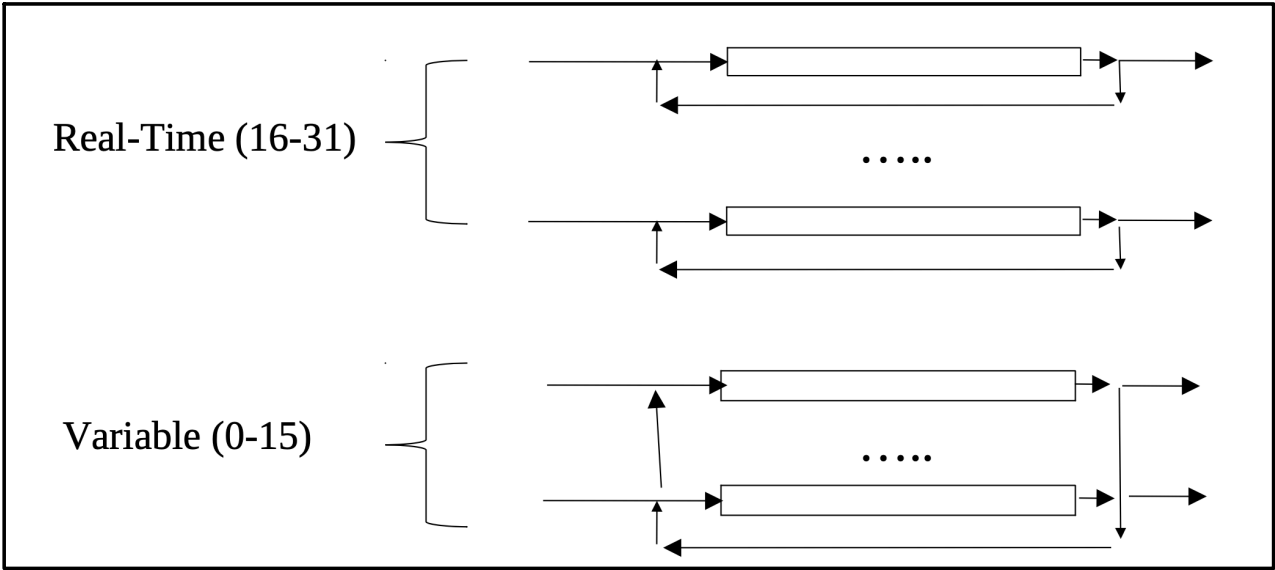 Real-Time (16-31)
.....
Variable (0-15)
.....